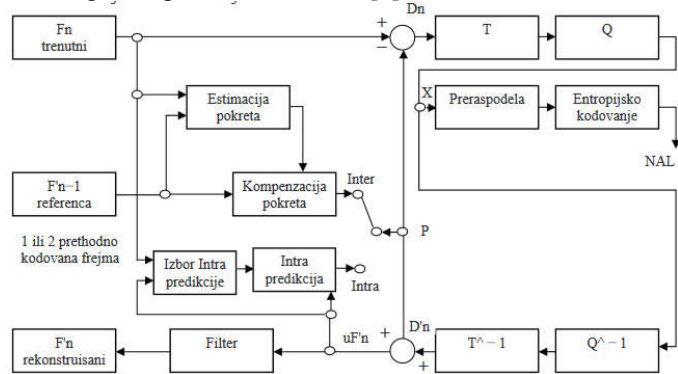 Dn
Fn
trenutni
+
−
T
Q
Estimacija
pokreta
X
Preraspodela
Entropijsko
kodovanje
NAL
F'n−1
referenca
Kompenzacija
pokreta
Inter
P
1 ili 2 prethodno
kodovana frejma
Izbor Intra
predikcije
Intra
predikcija
Intra
F'n
rekonstruisani
Filter
uF'n
+
D'n
+
T^ − 1
Q^ − 1